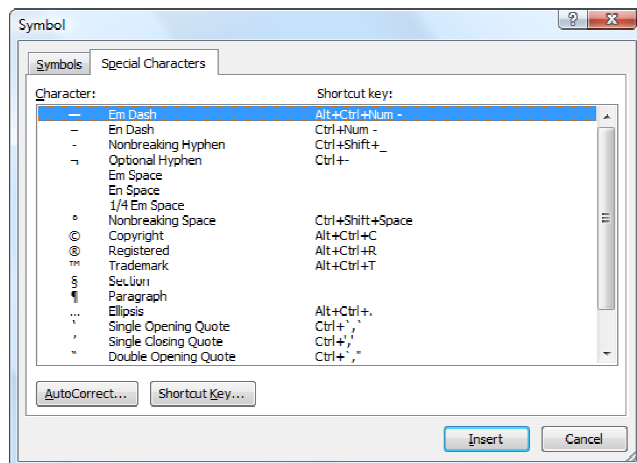 Symbol
Symbols Special Characters
Character: Shortcut key:
— Em Dash Alt+Ctrl+Num -
– En Dash Ctrl+Num -
- Nonbreaking Hyphen Ctrl+Shift+_
¬ Optional Hyphen Ctrl+-
Em Space
En Space
1/4 Em Space
° Nonbreaking Space Ctrl+Shift+Space
© Copyright Alt+Ctrl+C
® Registered Alt+Ctrl+R
™ Trademark Alt+Ctrl+T
§ Section
¶ Paragraph
… Ellipsis Alt+Ctrl+.
‘ Single Opening Quote Ctrl+`,`
’ Single Closing Quote Ctrl+','
“ Double Opening Quote Ctrl+`,"
AutoCorrect... Shortcut Key...
Insert Cancel